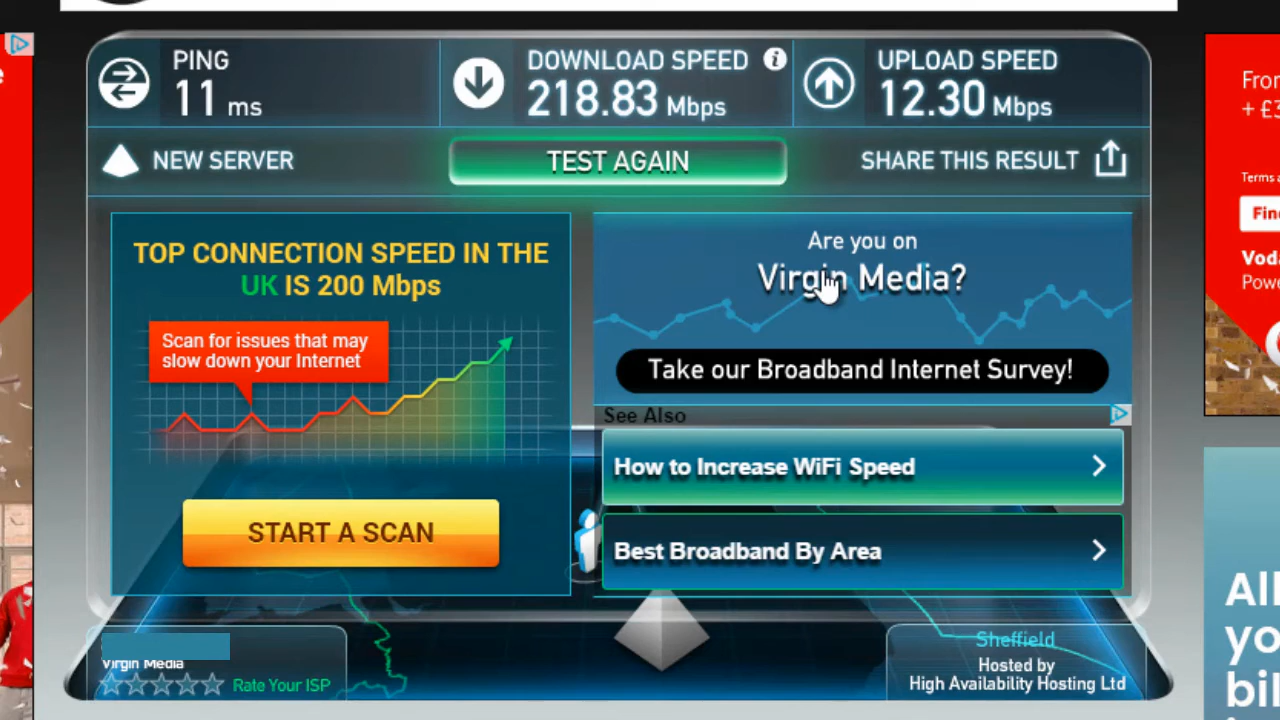 PING
11 ms
DOWNLOAD SPEED
218.83 Mbps
UPLOAD SPEED
12.30 Mbps
NEW SERVER
TEST AGAIN
SHARE THIS RESULT
TOP CONNECTION SPEED IN THE
UK IS 200 Mbps
Scan for issues that may
slow down your Internet
START A SCAN
Are you on
Virgin Media?
Take our Broadband Internet Survey!
See Also
How to Increase WiFi Speed
Best Broadband By Area
Virgin Media
Rate Your ISP
Sheffield
Hosted by
High Availability Hosting Ltd
From
+ £3
Terms a
Fin
Voda
Powe
All
yo
bil